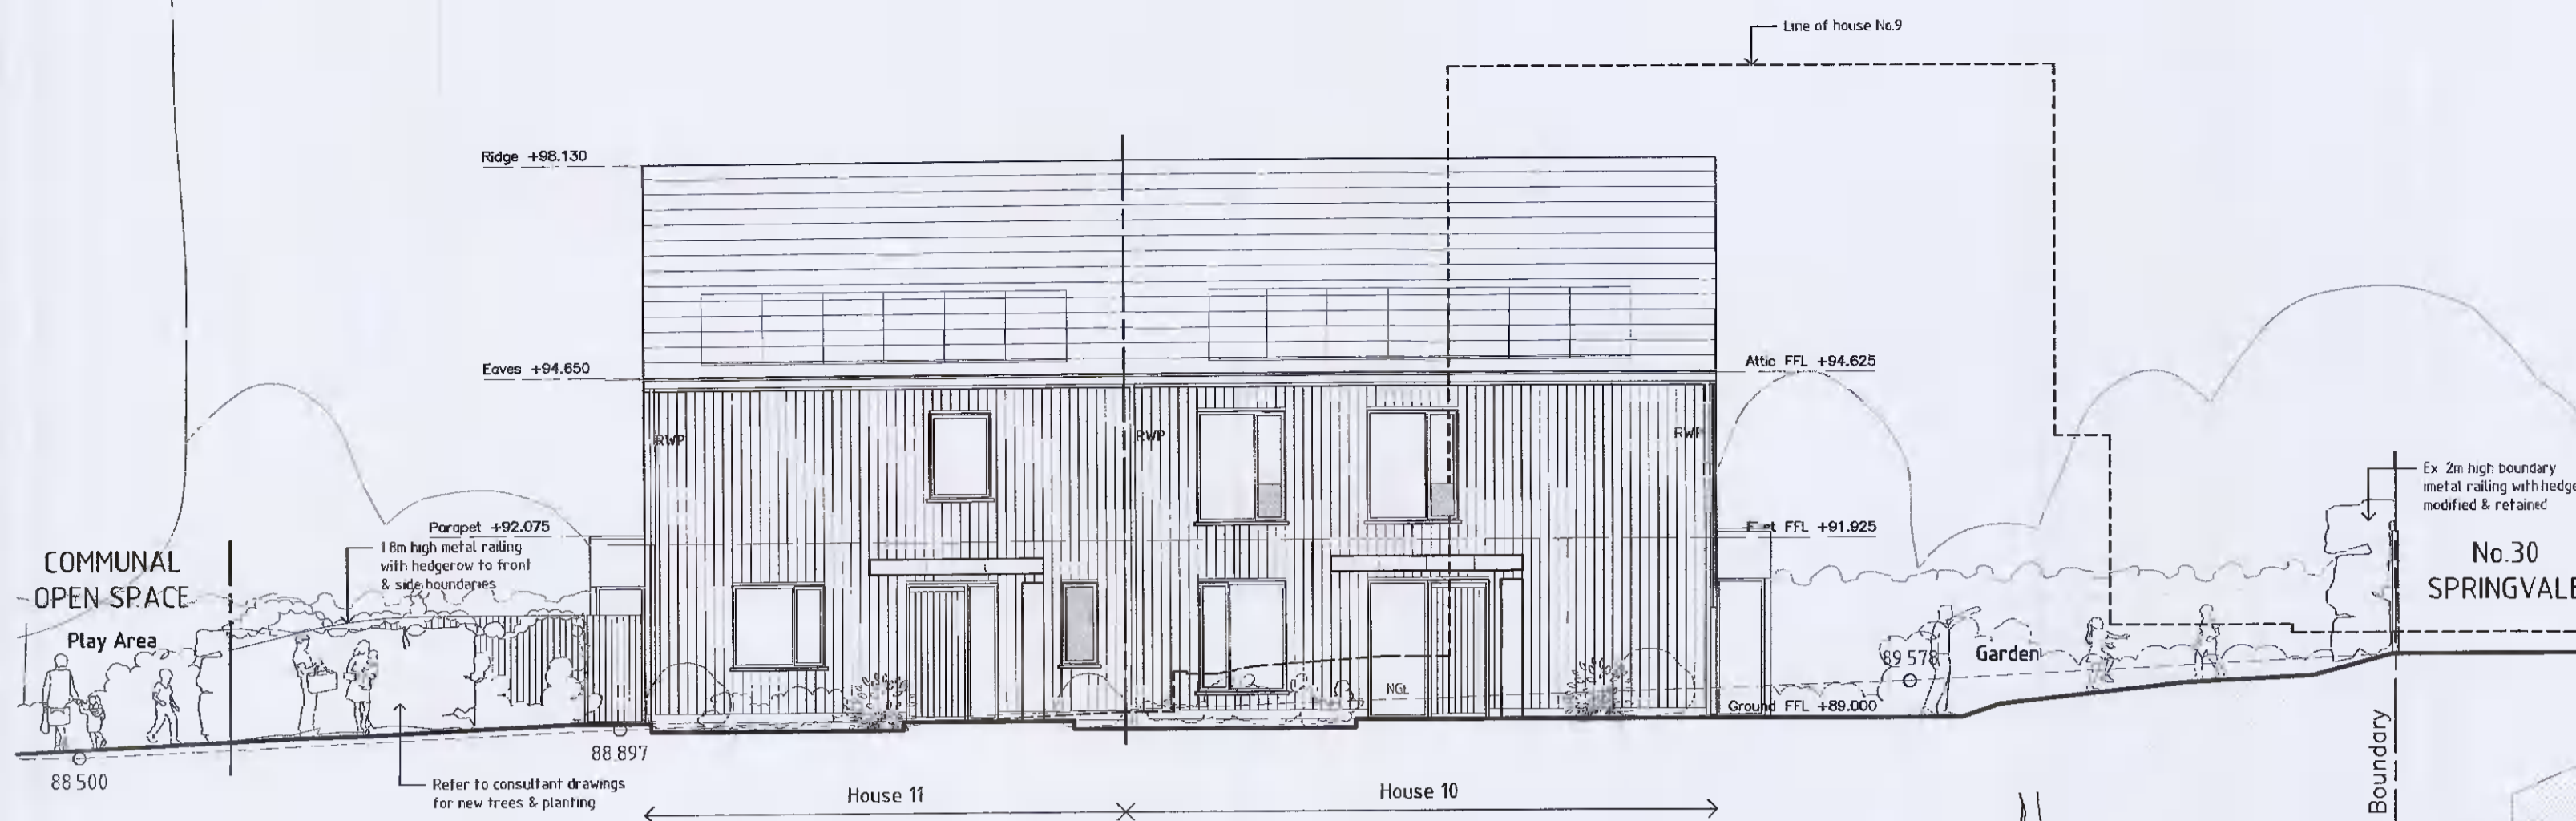 Line of house No.9
Ridge +98.130
Eaves +94.650
Attic FFL +94.625
RWP
RWP
RWP
Parapet +92.075
FFL +91.925
1.8m high metal railing
with hedgerow to front
& side boundaries
COMMUNAL
OPEN SPACE
Play Area
Ex 2m high boundary
metal railing with hedge
modified & retained
No.30
SPRINGVALE
89 578
Garden
NGL
Ground FFL +89.000
88 897
88 500
Refer to consultant drawings
for new trees & planting
House 11
House 10
Boundary